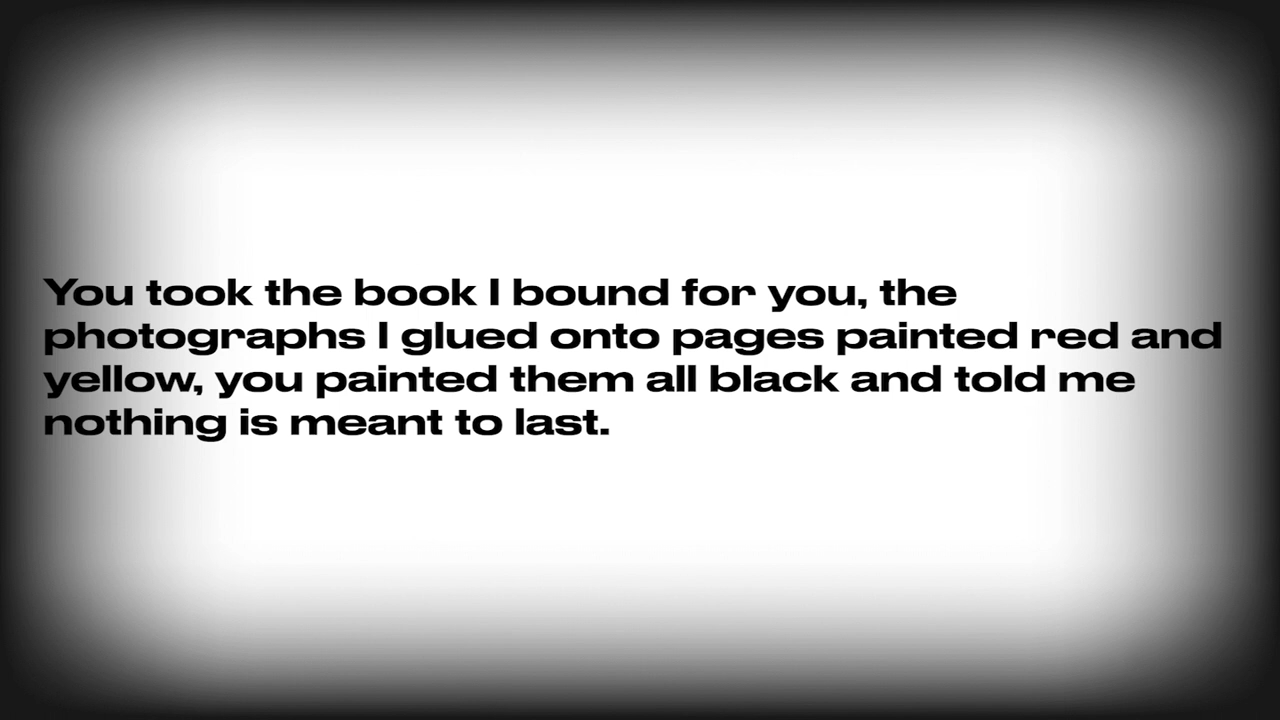 You took the book I bound for you, the
photographs I glued onto pages painted red and
yellow, you painted them all black and told me
nothing is meant to last.